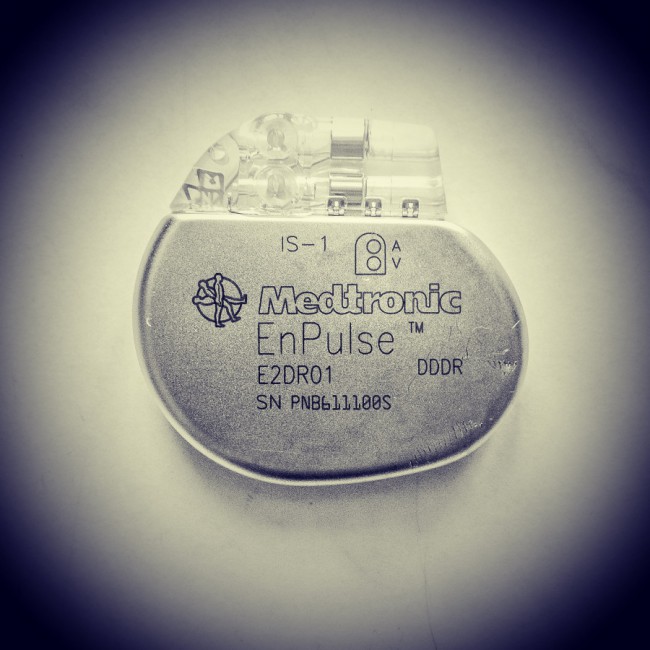 IS-1
A
V
Medtronic
EnPulse™
E2DR01 DDDR
SN PNB611100S